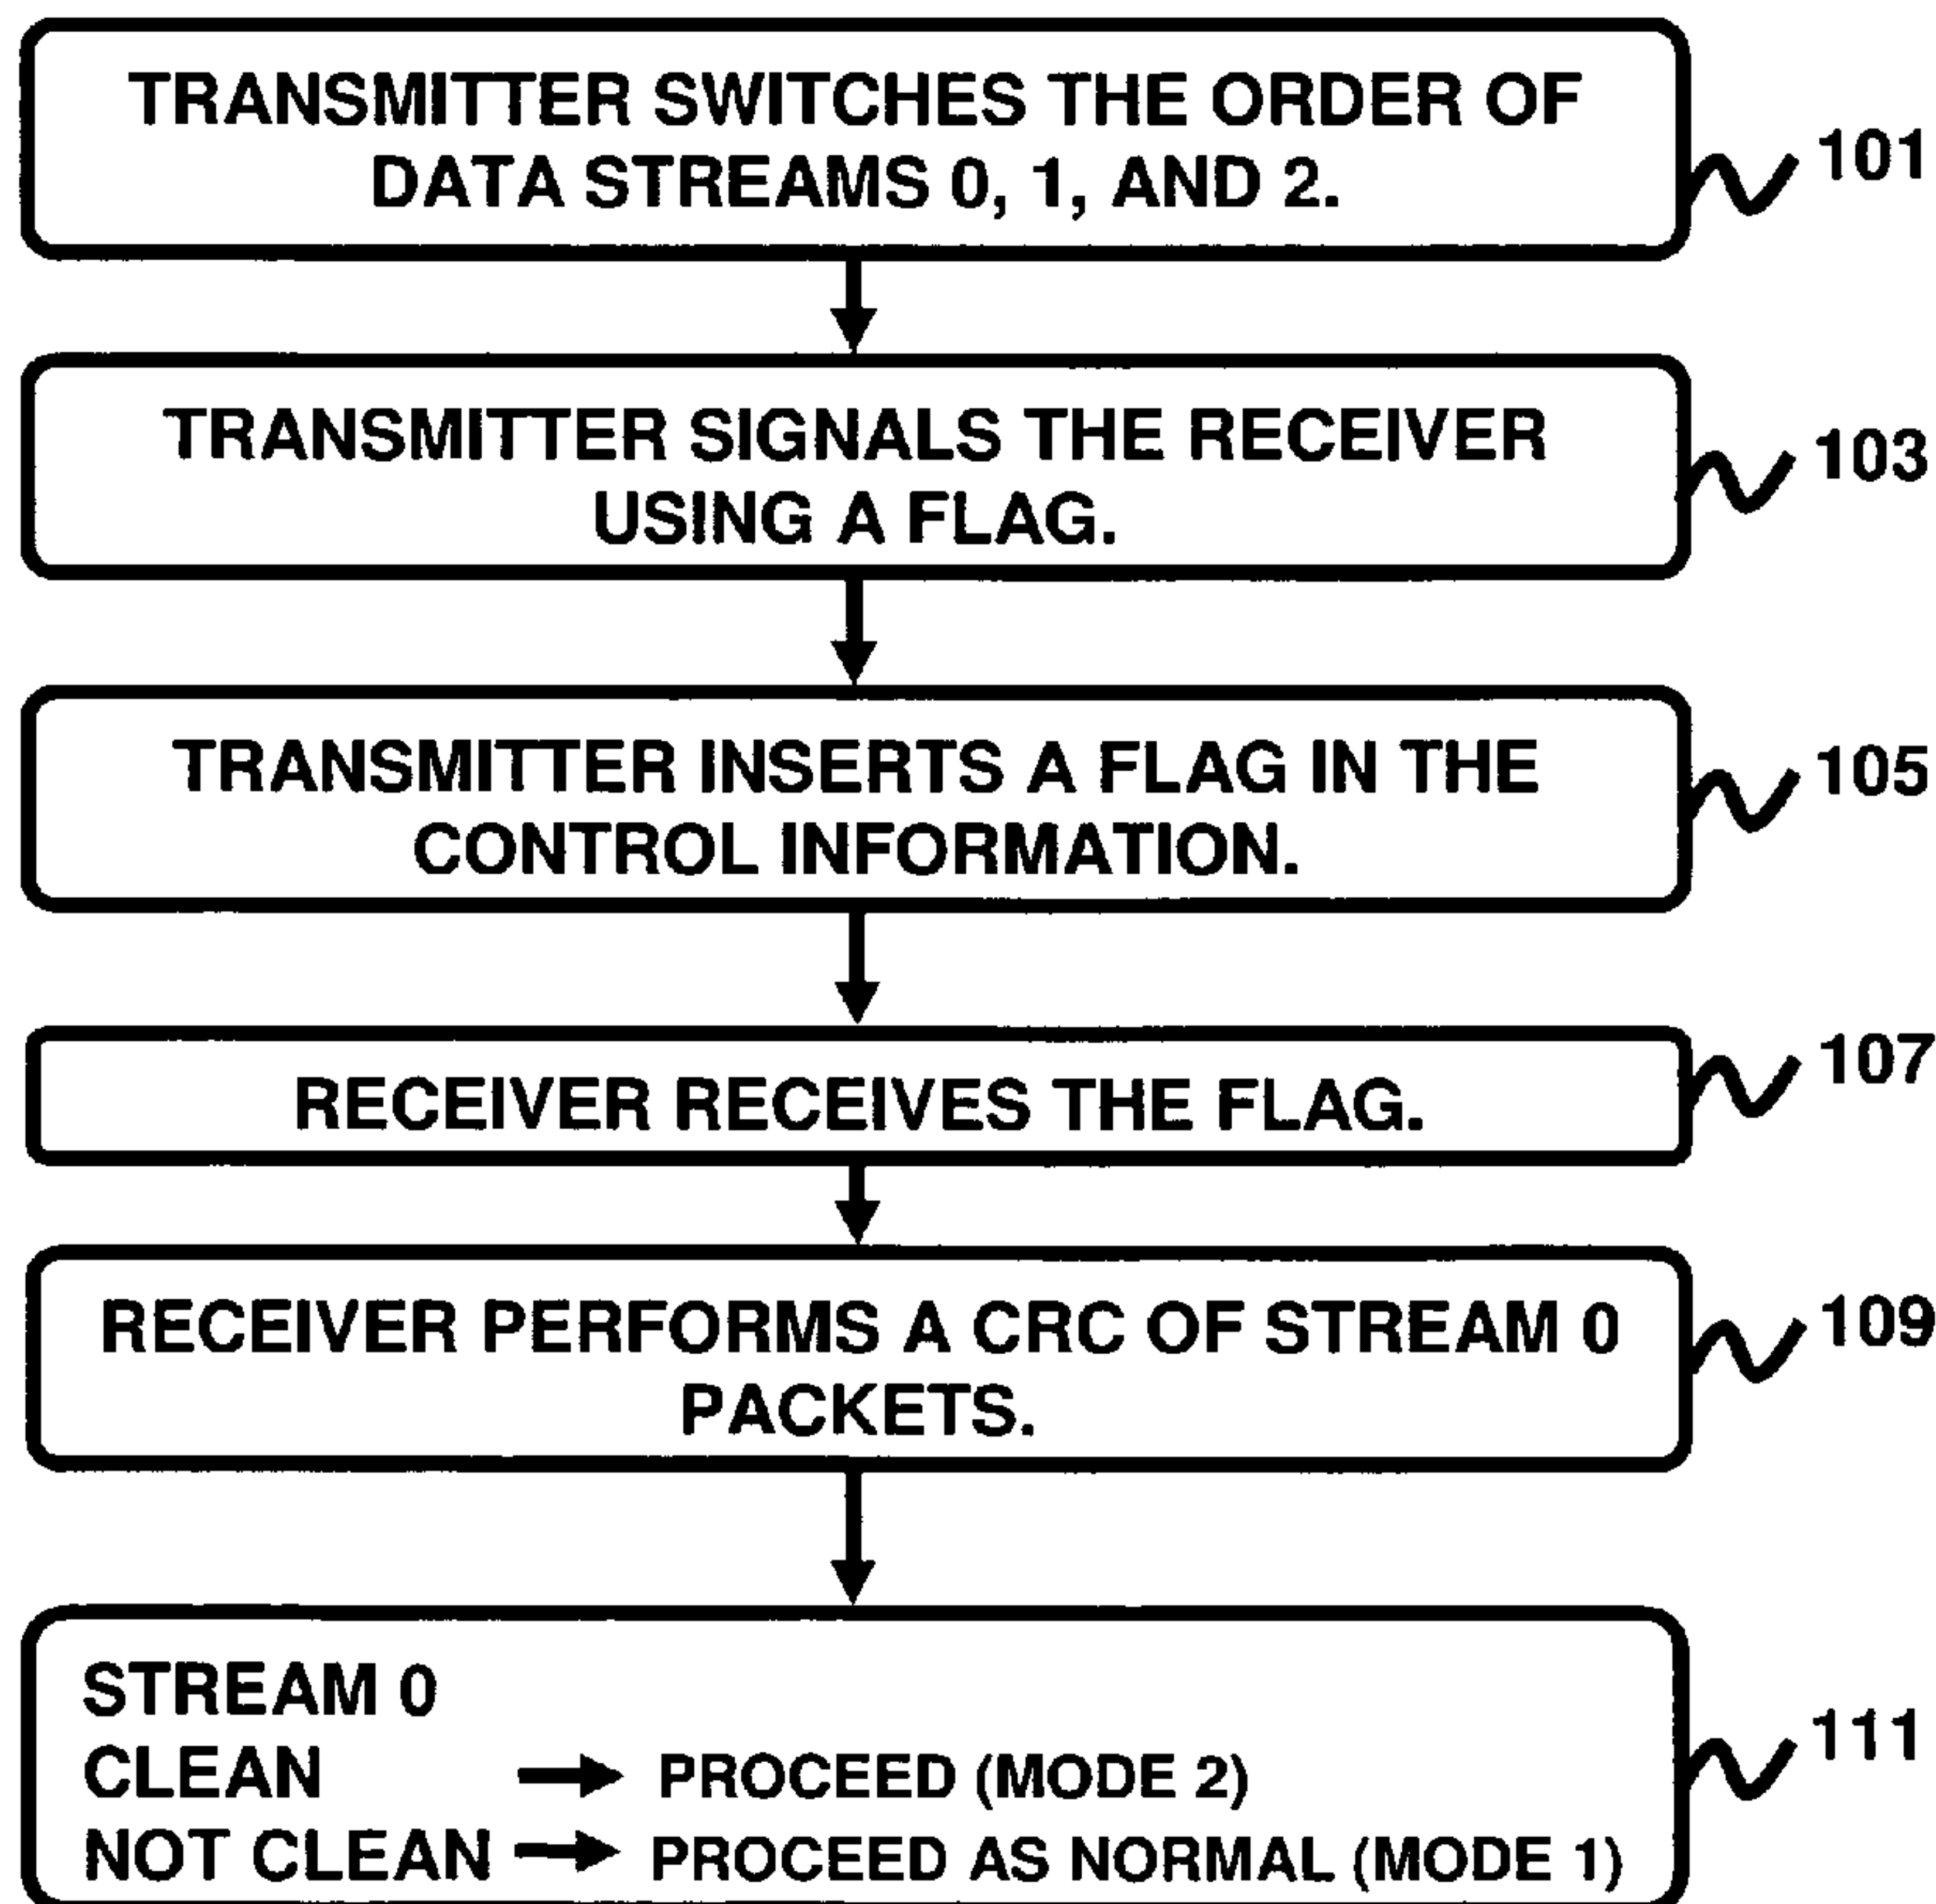 TRANSMITTER SWITCHES THE ORDER OF
DATA STREAMS 0, 1, AND 2.
101
TRANSMITTER SIGNALS THE RECEIVER
USING A FLAG.
103
TRANSMITTER INSERTS A FLAG IN THE
CONTROL INFORMATION.
105
RECEIVER RECEIVES THE FLAG.
107
RECEIVER PERFORMS A CRC OF STREAM 0
PACKETS.
109
STREAM 0
CLEAN → PROCEED (MODE 2)
NOT CLEAN → PROCEED AS NORMAL (MODE 1)
111